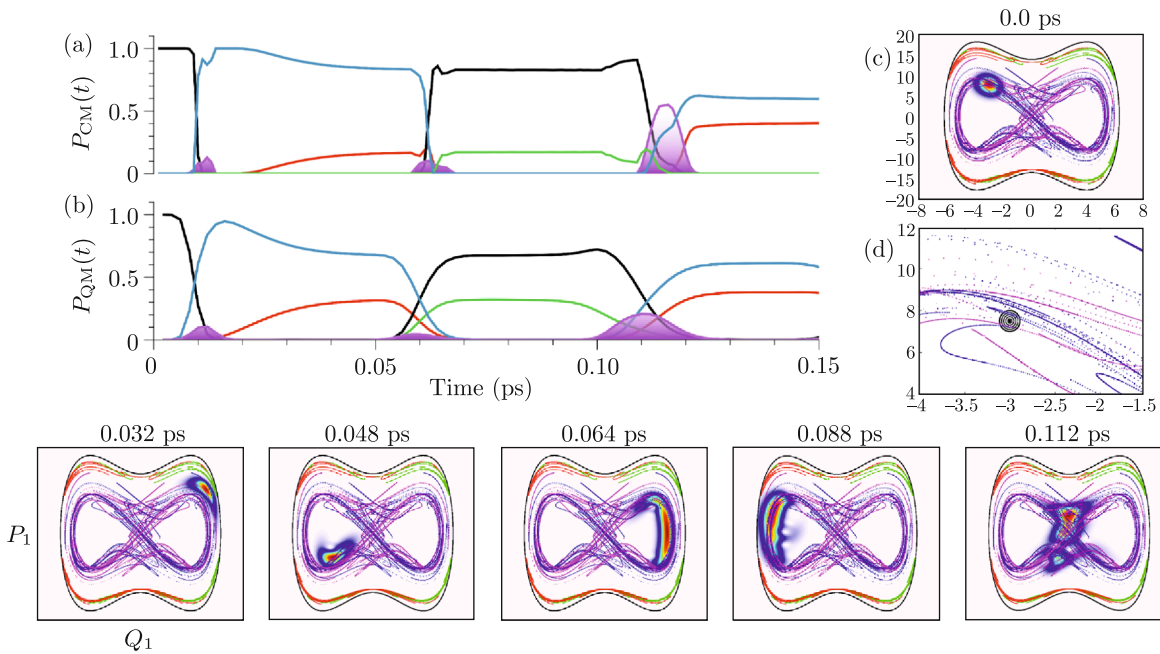 (a)
1.0
0.5
0
P_CM(t)
(b)
1.0
0.5
0
P_QM(t)
0 0.05 0.10 0.15
Time (ps)
0.0 ps
(c)
20
15
10
5
0
−5
−10
−15
−20
−8 −6 −4 −2 0 2 4 6 8
(d)
12
10
8
6
4
−4 −3.5 −3 −2.5 −2 −1.5
0.032 ps 0.048 ps 0.064 ps 0.088 ps 0.112 ps
P₁
Q₁